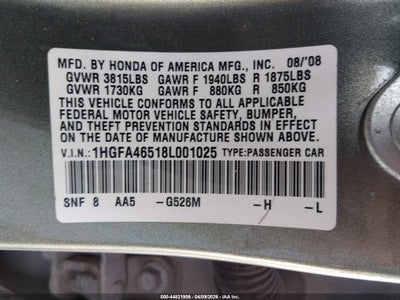 MFD. BY HONDA OF AMERICA MFG., INC. 08/'08
GVWR 3815LBS GAWR F 1940LBS R 1875LBS
GVWR 1730KG GAWR F 880KG R 850KG
THIS VEHICLE CONFORMS TO ALL APPLICABLE
FEDERAL MOTOR VEHICLE SAFETY, BUMPER,
AND THEFT PREVENTION STANDARDS IN EFFECT
ON THE DATE OF MANUFACTURE SHOWN ABOVE.
V.I.N.: 1HGFA46518L001025 TYPE:PASSENGER CAR
SNF 8 AA5 –G526M –H –L
000-44521906 - 04/09/2026 - IAA Inc.